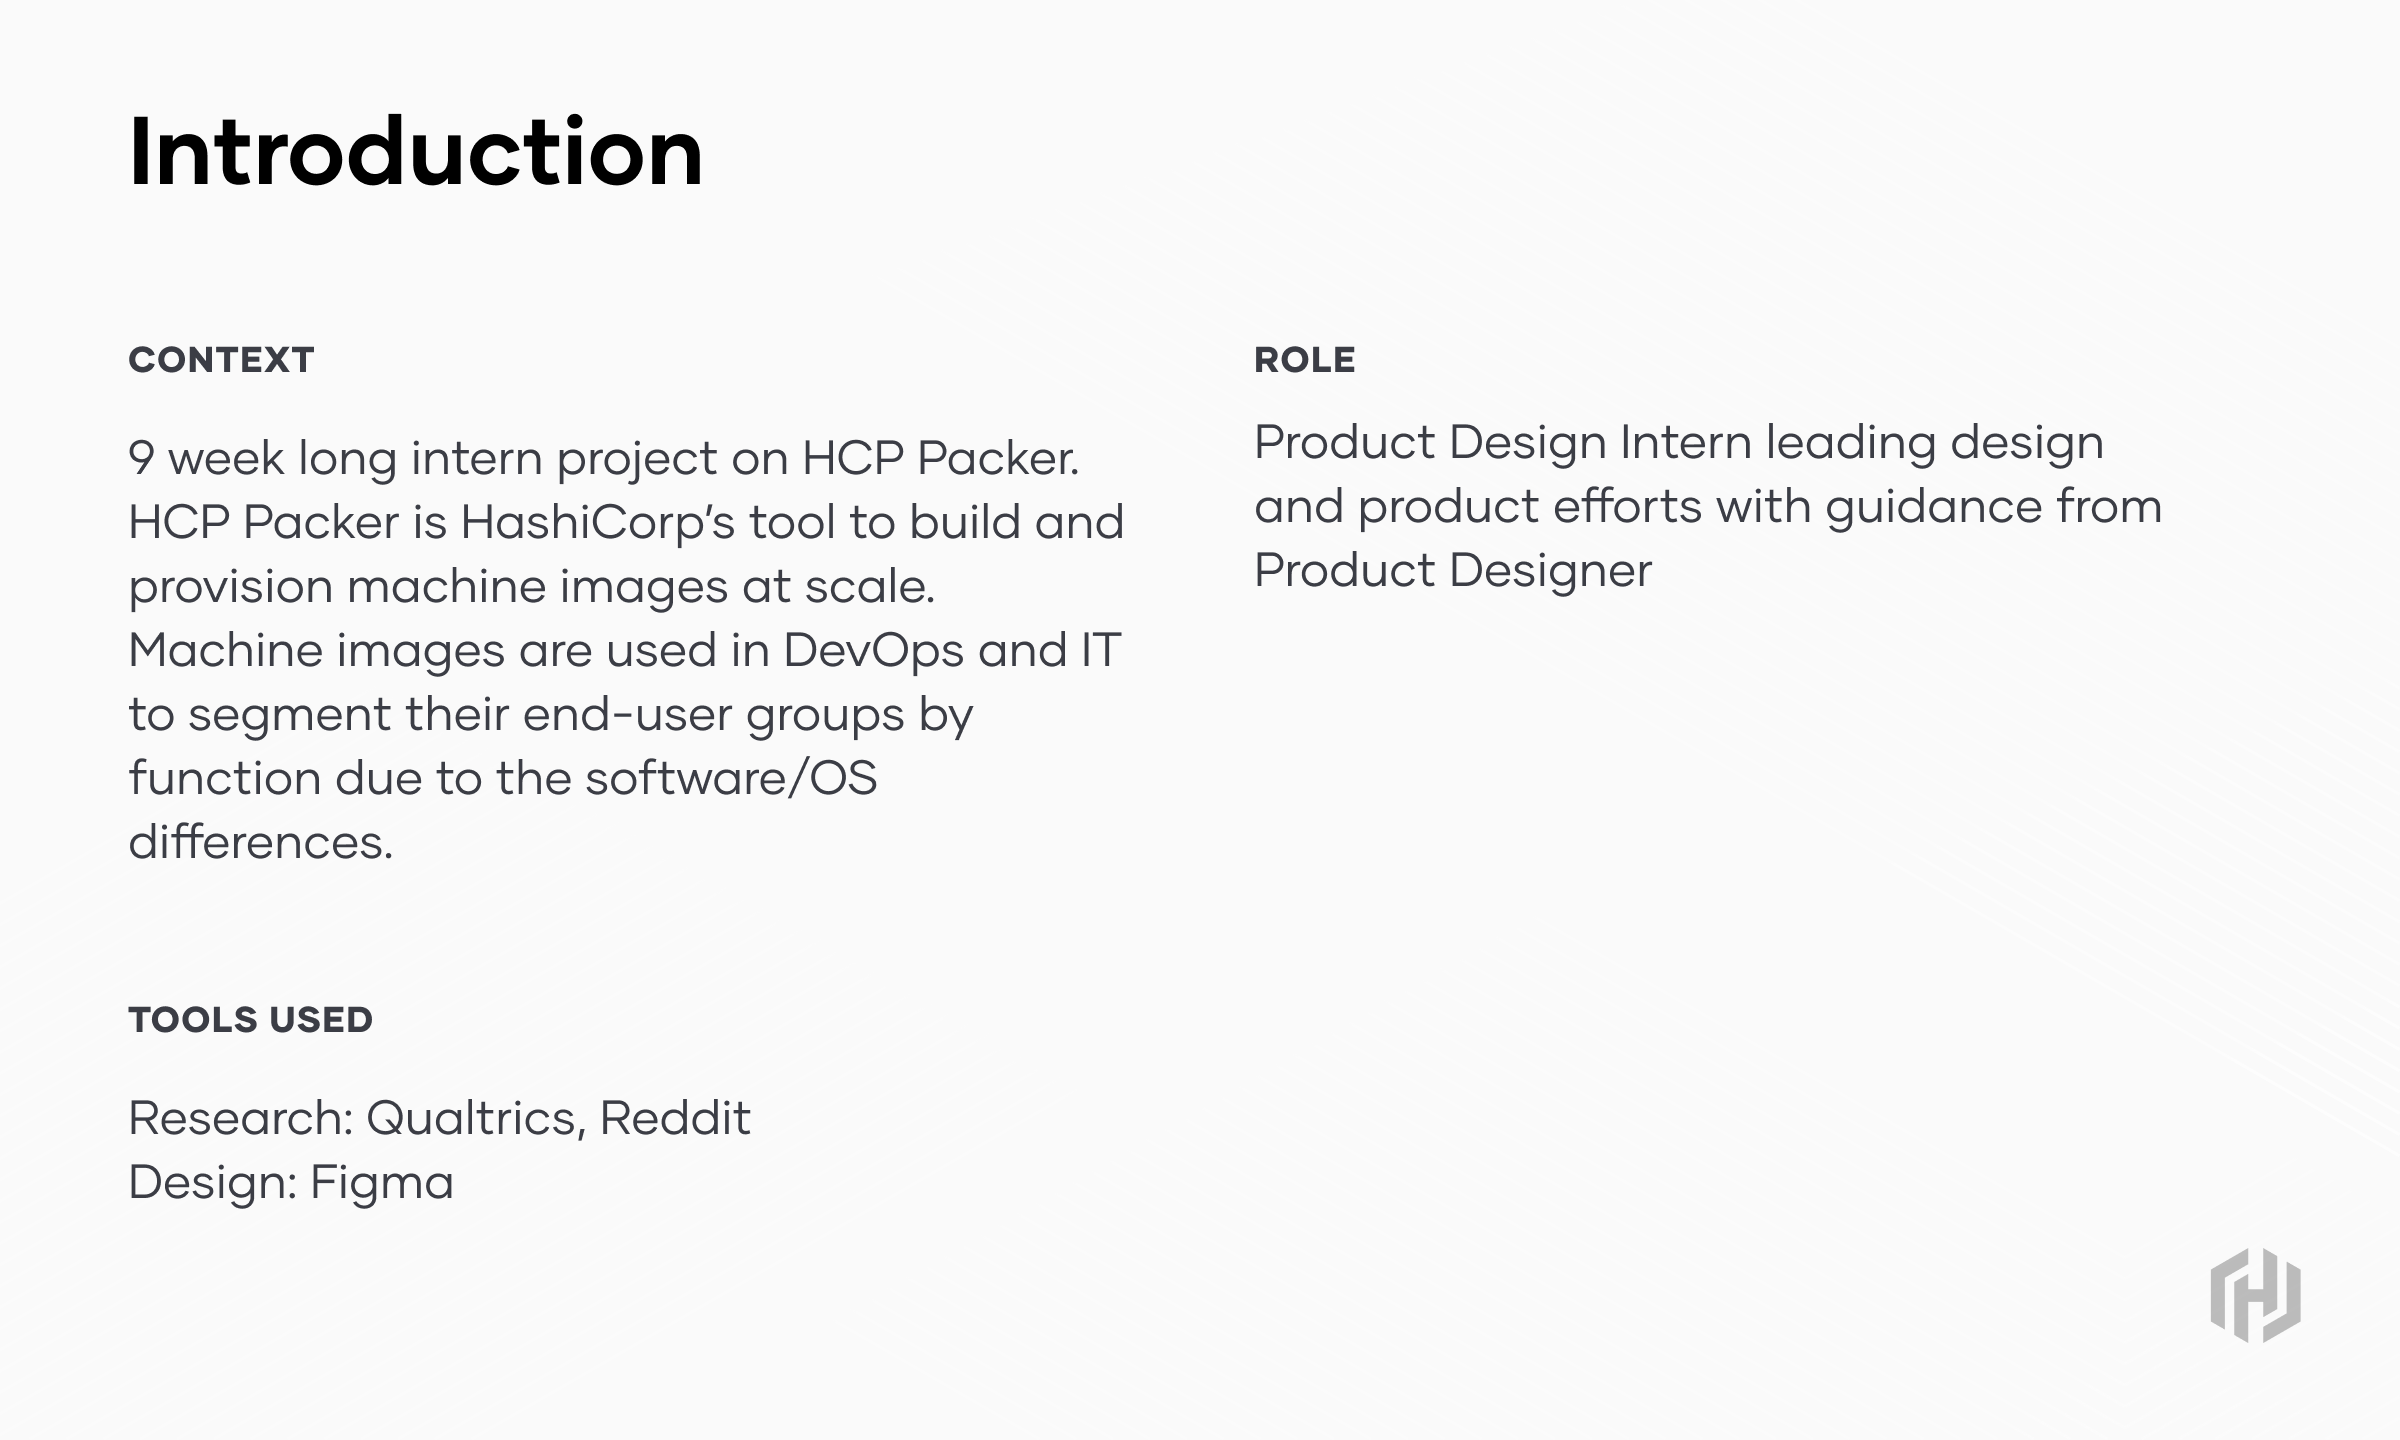 Introduction
CONTEXT
9 week long intern project on HCP Packer.
HCP Packer is HashiCorp’s tool to build and
provision machine images at scale.
Machine images are used in DevOps and IT
to segment their end-user groups by
function due to the software/OS
differences.
ROLE
Product Design Intern leading design
and product efforts with guidance from
Product Designer
TOOLS USED
Research: Qualtrics, Reddit
Design: Figma